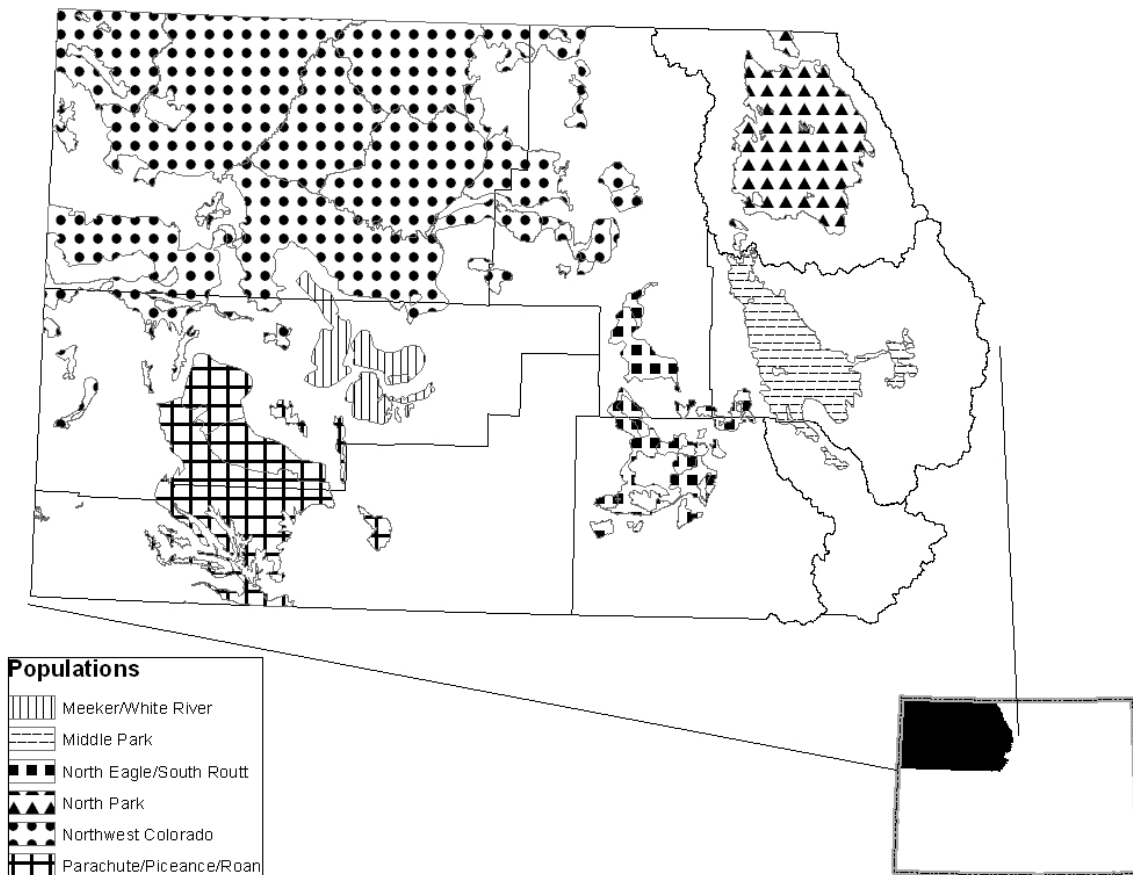 Populations
Meeker/White River
Middle Park
North Eagle/South Routt
North Park
Northwest Colorado
Parachute/Piceance/Roan